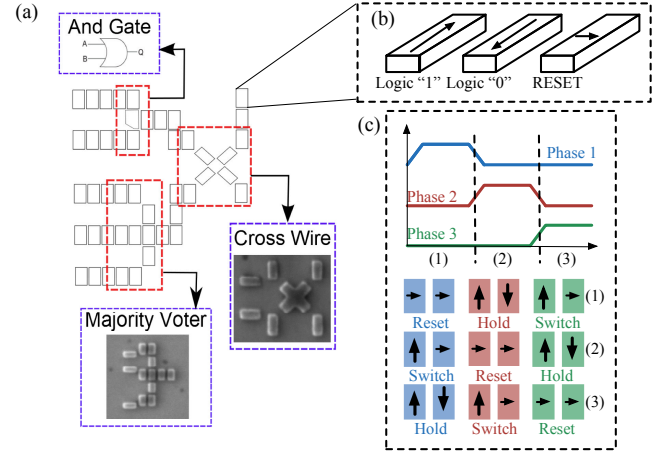 (a)
And Gate
A
B
Q
Cross Wire
Majority Voter
(b)
Logic “1” Logic “0” RESET
(c)
Phase 1
Phase 2
Phase 3
(1) (2) (3)
(1)
Reset Hold Switch
(2)
Switch Reset Hold
(3)
Hold Switch Reset